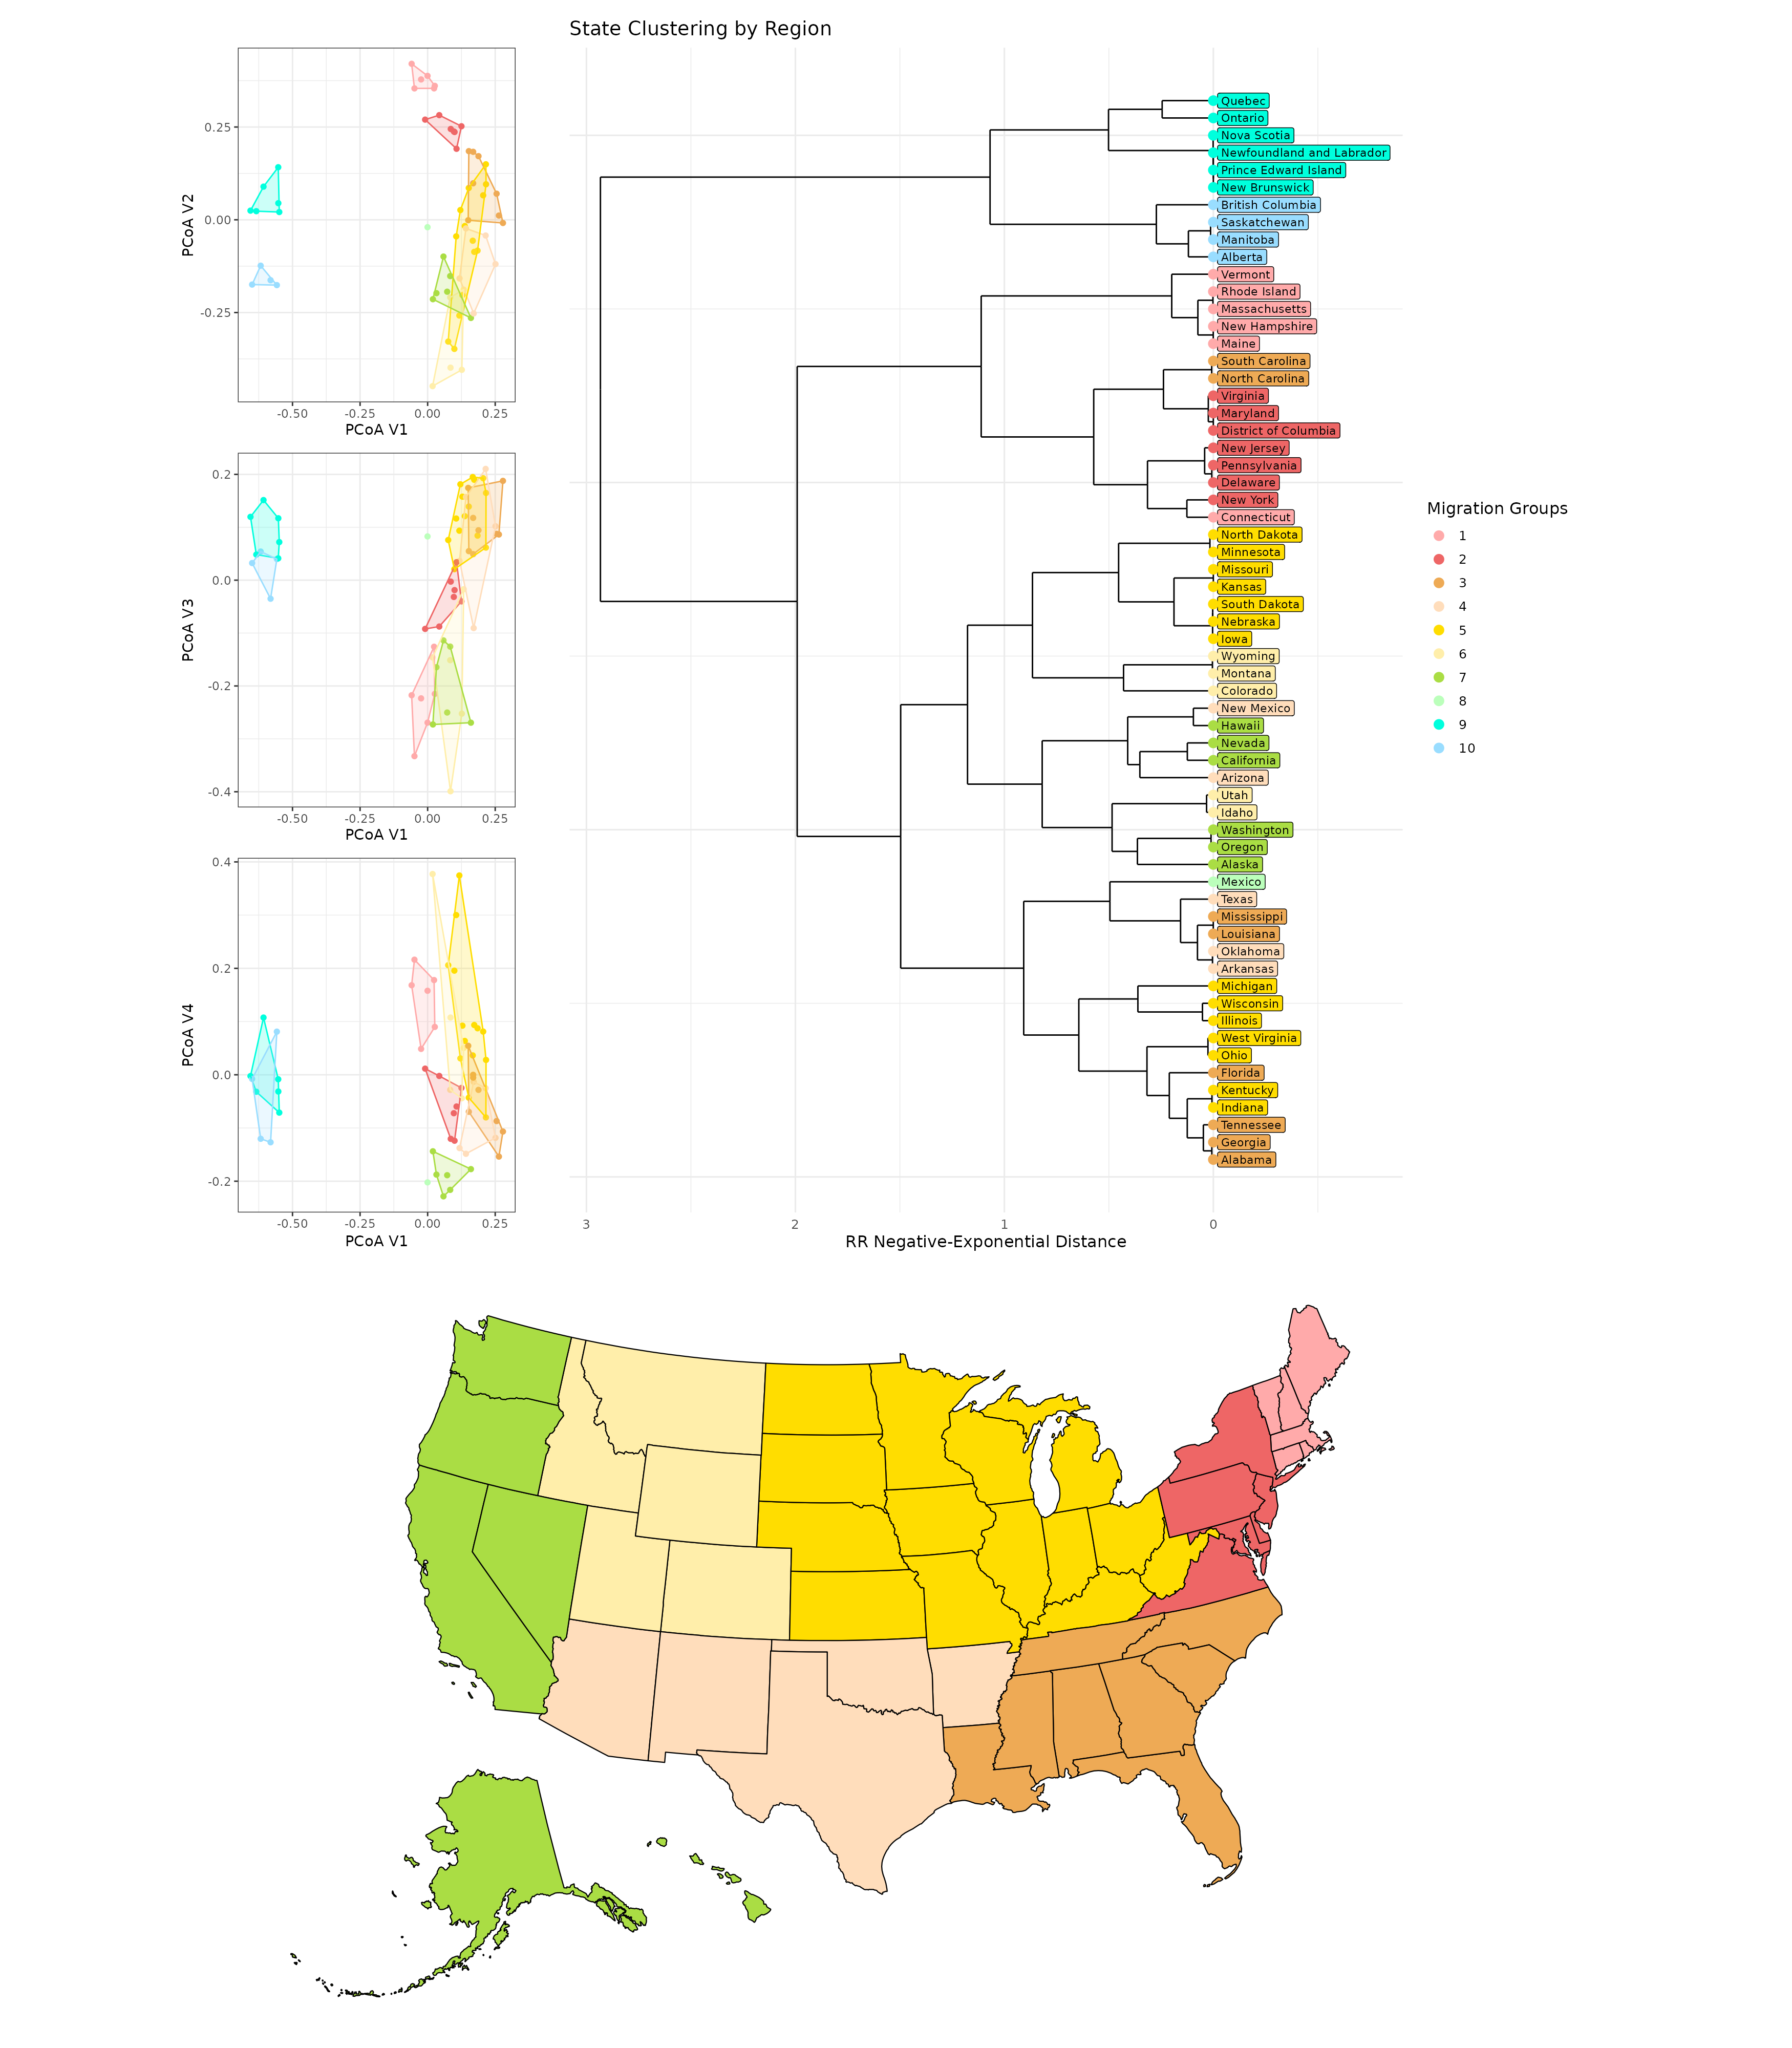 State Clustering by Region
0.25
0.00
-0.25
PCoA V2
-0.50
-0.25
0.00
0.25
PCoA V1
0.2
0.0
-0.2
-0.4
PCoA V3
-0.50
-0.25
0.00
0.25
PCoA V1
0.4
0.2
0.0
-0.2
PCoA V4
-0.50
-0.25
0.00
0.25
PCoA V1
Quebec
Ontario
Nova Scotia
Newfoundland and Labrador
Prince Edward Island
New Brunswick
British Columbia
Saskatchewan
Manitoba
Alberta
Vermont
Rhode Island
Massachusetts
New Hampshire
Maine
South Carolina
North Carolina
Virginia
Maryland
District of Columbia
New Jersey
Pennsylvania
Delaware
New York
Connecticut
North Dakota
Minnesota
Missouri
Kansas
South Dakota
Nebraska
Iowa
Wyoming
Montana
Colorado
New Mexico
Hawaii
Nevada
California
Arizona
Utah
Idaho
Washington
Oregon
Alaska
Mexico
Texas
Mississippi
Louisiana
Oklahoma
Arkansas
Michigan
Wisconsin
Illinois
West Virginia
Ohio
Florida
Kentucky
Indiana
Tennessee
Georgia
Alabama
3
2
1
0
RR Negative-Exponential Distance
Migration Groups
1
2
3
4
5
6
7
8
9
10